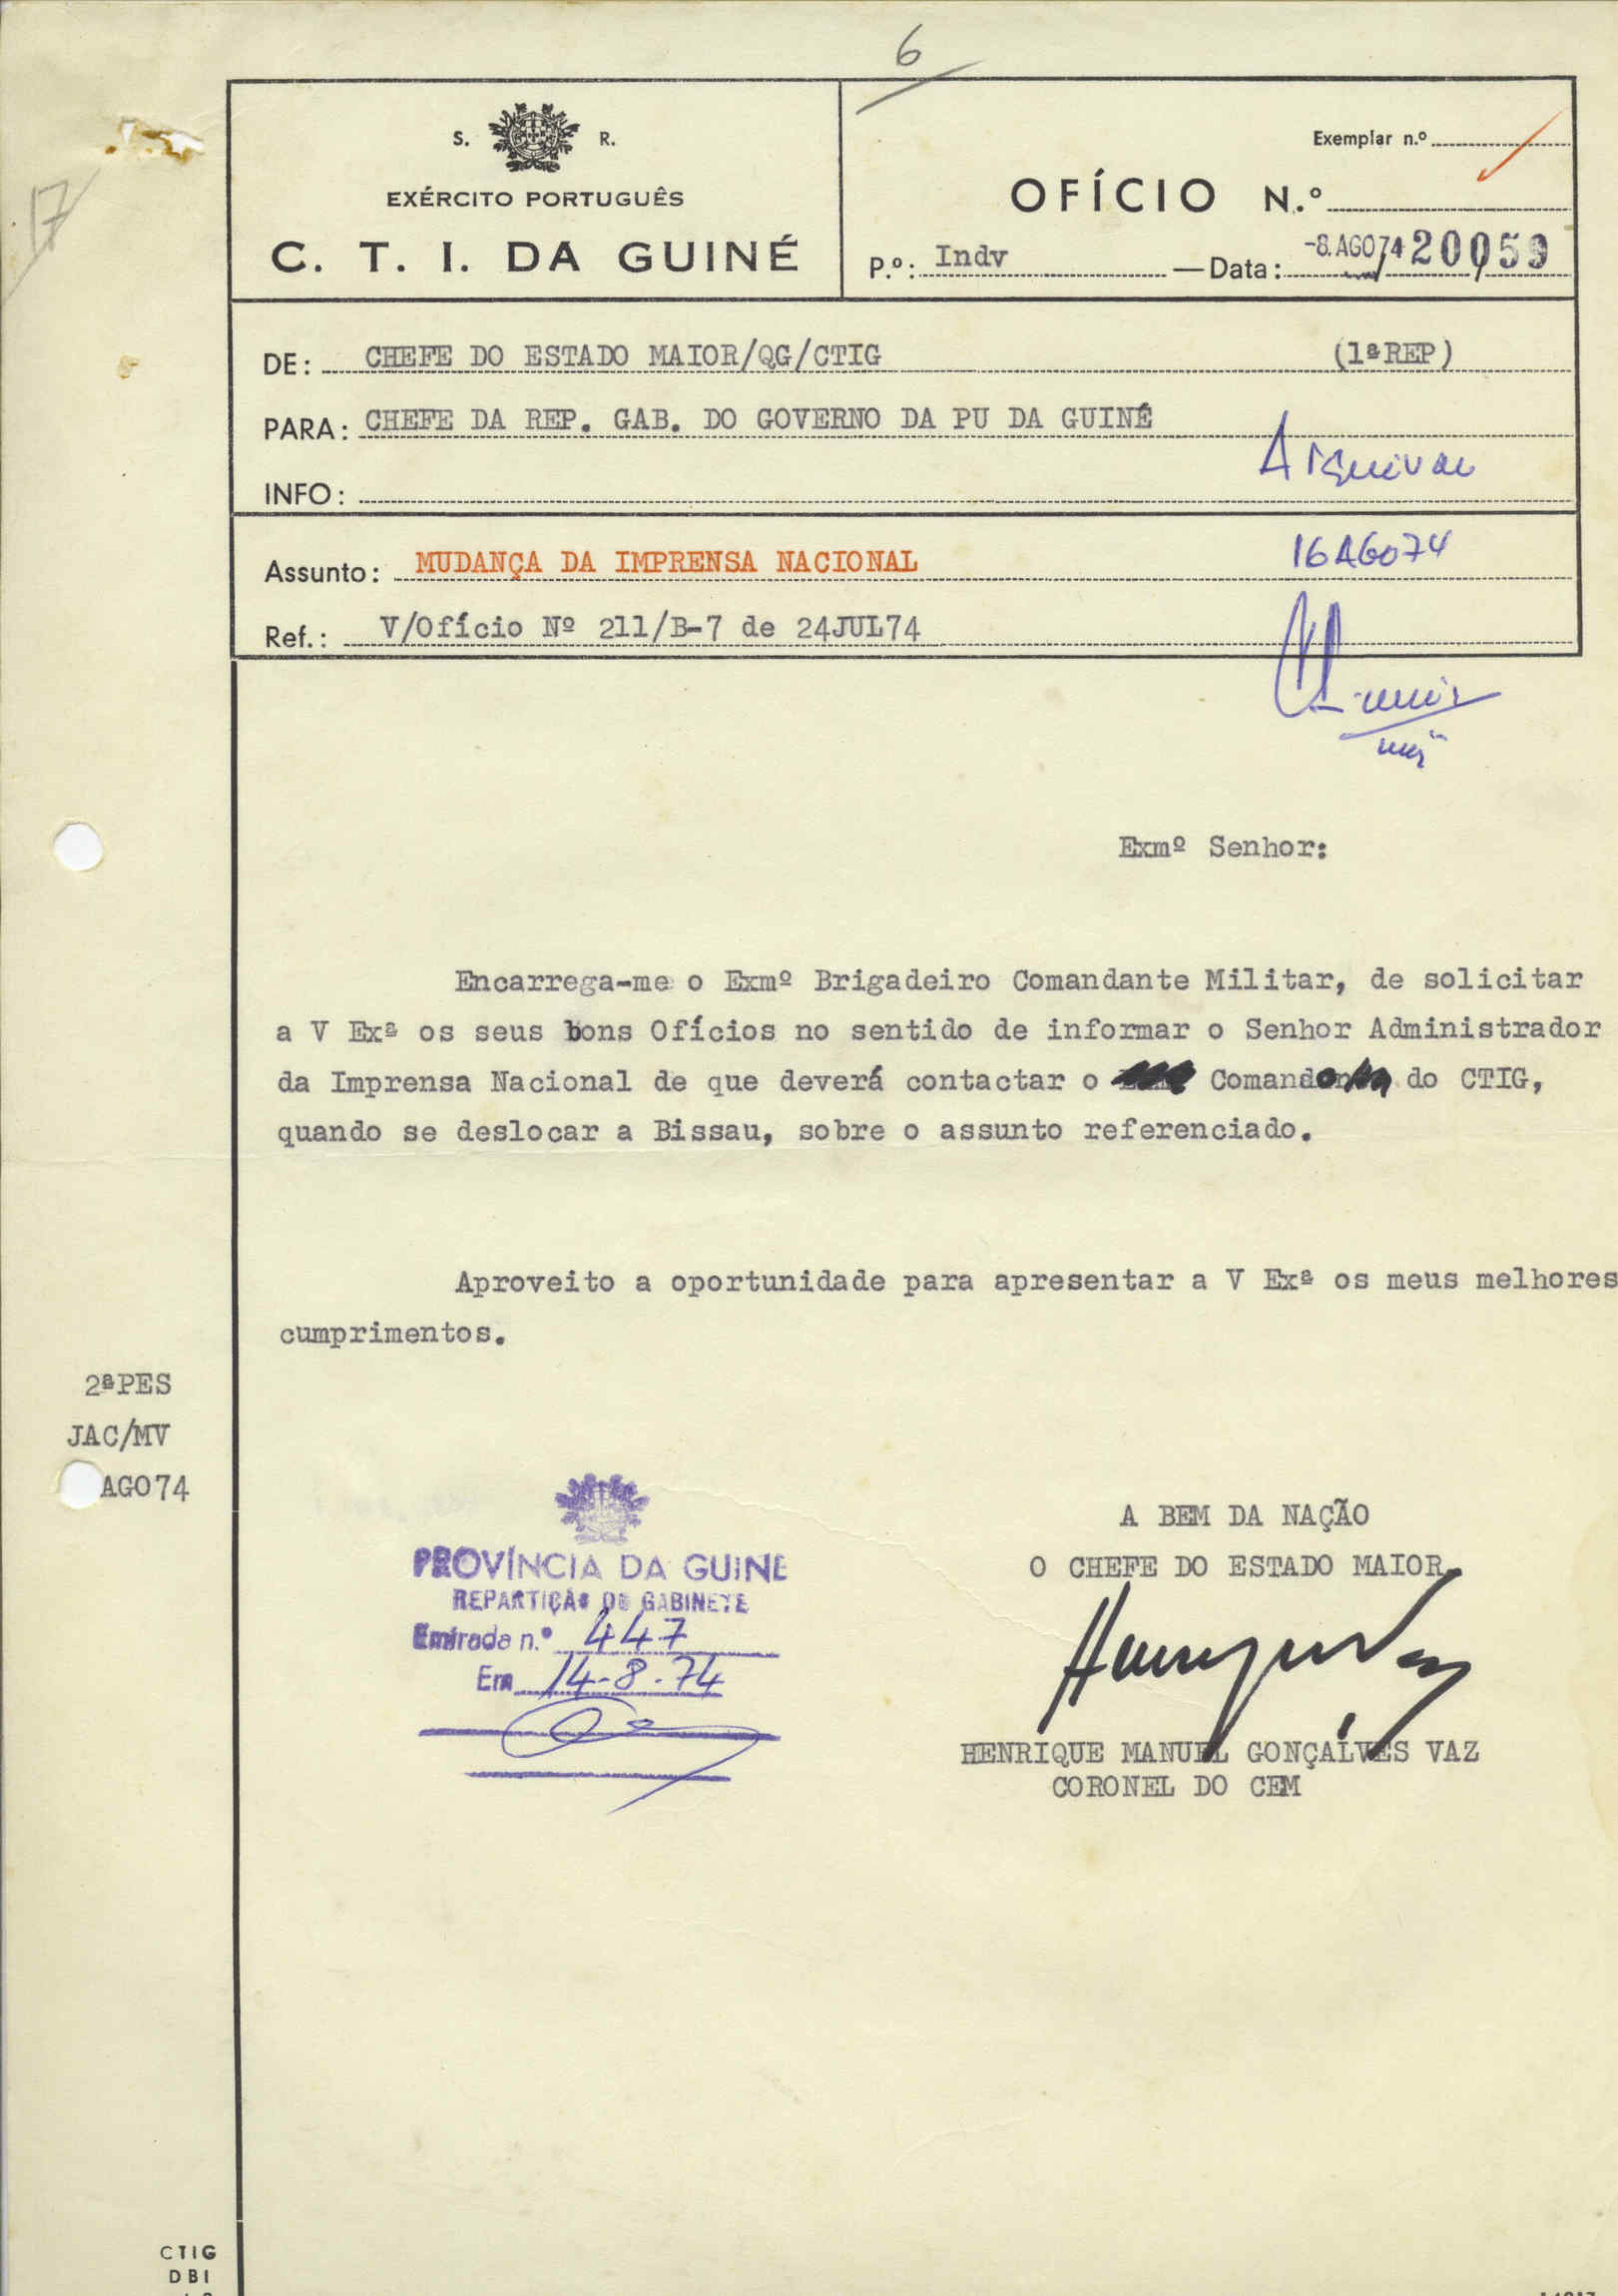 6
17
S. R.
EXÉRCITO PORTUGUÊS
C. T. I. DA GUINÉ
Exemplar n.º
OFÍCIO N.º
P.º: Indv — Data: -8.AGO74 20059
DE: CHEFE DO ESTADO MAIOR/QG/CTIG (1ªREP)
PARA: CHEFE DA REP. GAB. DO GOVERNO DA PU DA GUINÉ
Arquivar
INFO:
Assunto: MUDANÇA DA IMPRENSA NACIONAL
16AGO74
Ref.: V/Ofício Nº 211/B-7 de 24JUL74
Exmº Senhor:
Encarrega-me o Exmº Brigadeiro Comandante Militar, de solicitar
a V Exª os seus bons Ofícios no sentido de informar o Senhor Administrador
da Imprensa Nacional de que deverá contactar o do CTIG,
quando se deslocar a Bissau, sobre o assunto referenciado.
Aproveito a oportunidade para apresentar a V Exª os meus melhores
cumprimentos.
2ªPES
JAC/MV
AGO74
A BEM DA NAÇÃO
O CHEFE DO ESTADO MAIOR
PROVÍNCIA DA GUINÉ
REPARTIÇÃO DE GABINETE
Entrada n.º 447
Em 14-8-74
HENRIQUE MANUEL GONÇALVES VAZ
CORONEL DO CEM
CTIG
DBI